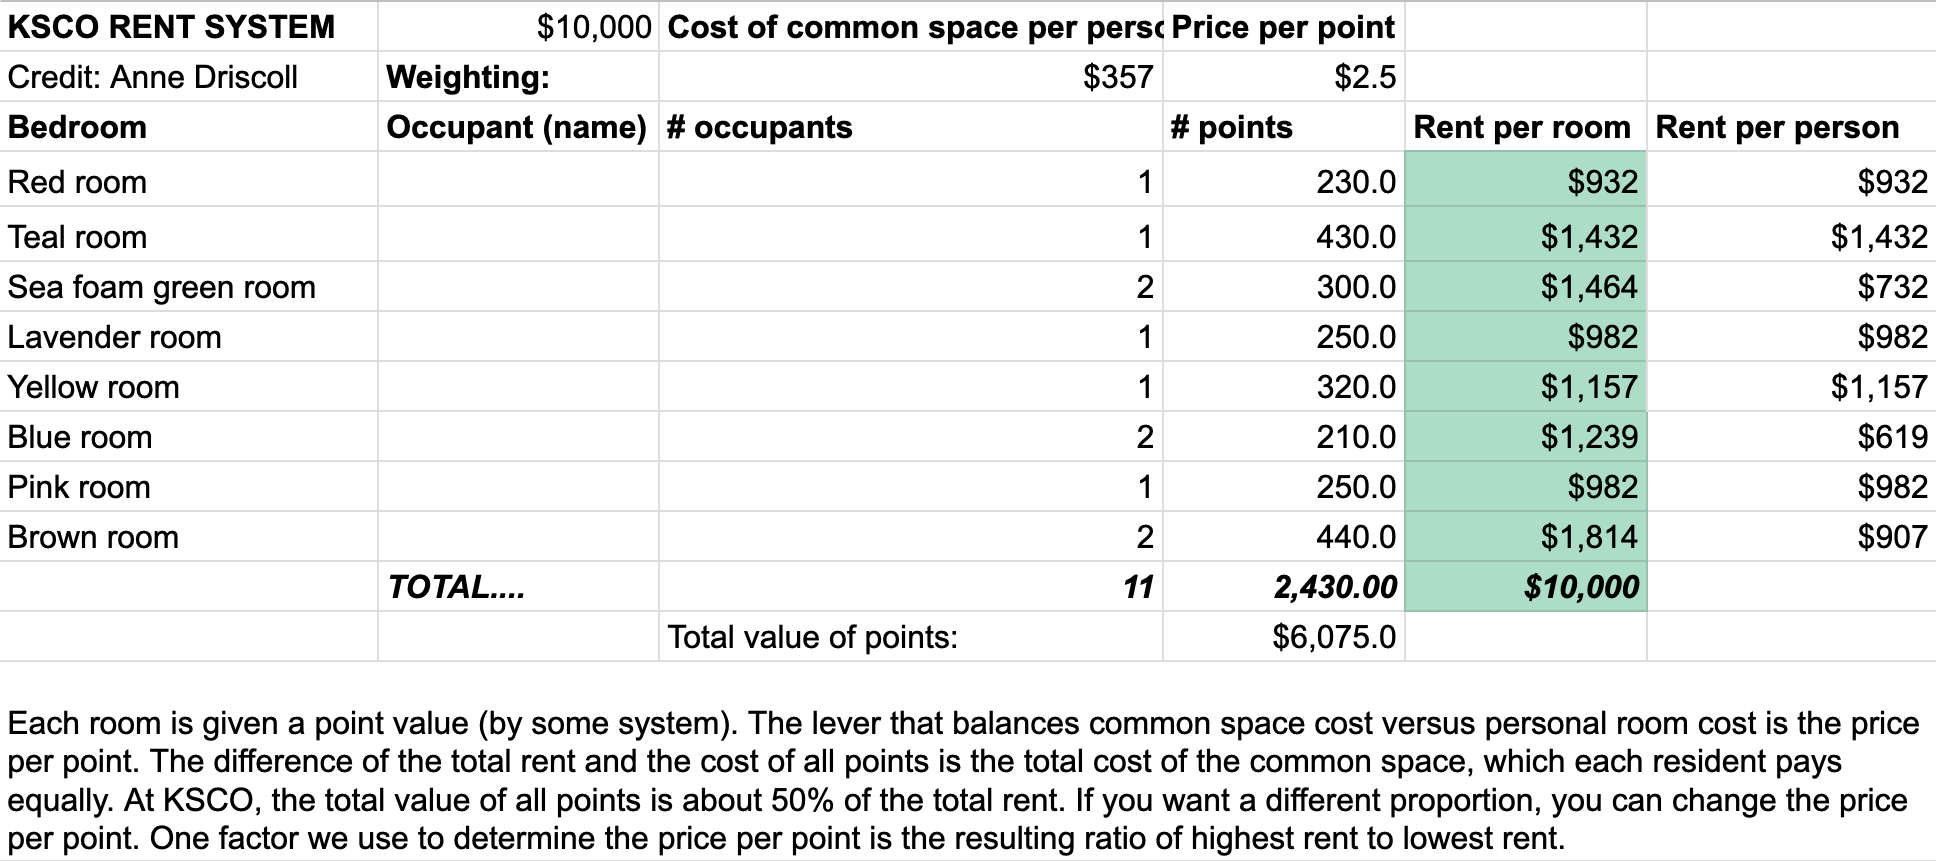 KSCO RENT SYSTEM $10,000 Cost of common space per perso Price per point
Credit: Anne Driscoll Weighting: $357 $2.5
Bedroom Occupant (name) # occupants # points Rent per room Rent per person
Red room 1 230.0 $932 $932
Teal room 1 430.0 $1,432 $1,432
Sea foam green room 2 300.0 $1,464 $732
Lavender room 1 250.0 $982 $982
Yellow room 1 320.0 $1,157 $1,157
Blue room 2 210.0 $1,239 $619
Pink room 1 250.0 $982 $982
Brown room 2 440.0 $1,814 $907
TOTAL.... 11 2,430.00 $10,000
Total value of points: $6,075.0
Each room is given a point value (by some system). The lever that balances common space cost versus personal room cost is the price
per point. The difference of the total rent and the cost of all points is the total cost of the common space, which each resident pays
equally. At KSCO, the total value of all points is about 50% of the total rent. If you want a different proportion, you can change the price
per point. One factor we use to determine the price per point is the resulting ratio of highest rent to lowest rent.